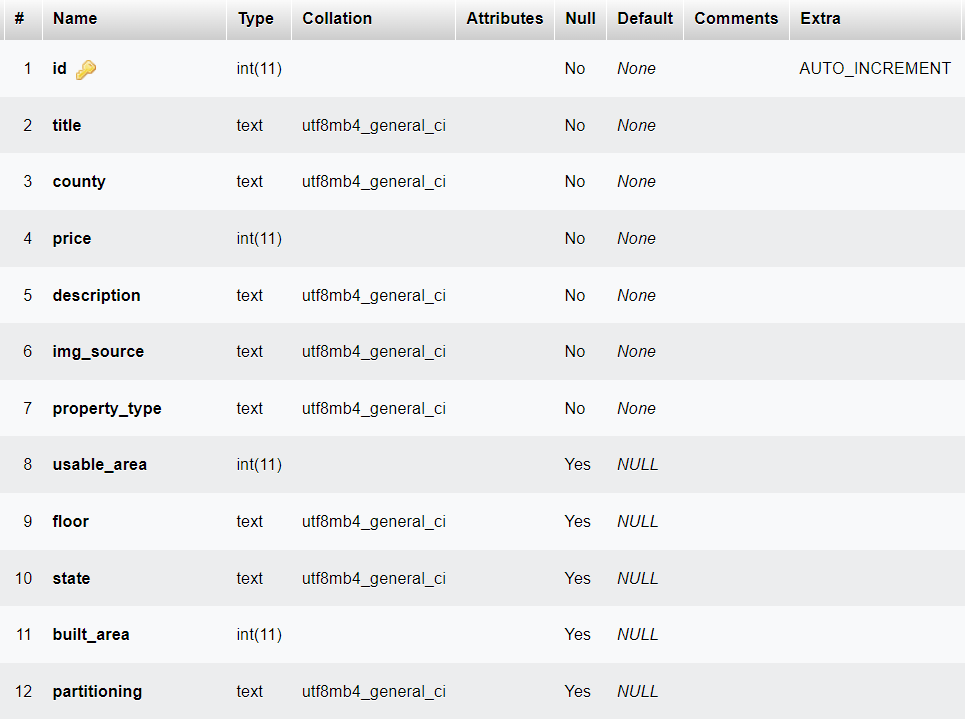 # Name Type Collation Attributes Null Default Comments Extra
1 id int(11) No None AUTO_INCREMENT
2 title text utf8mb4_general_ci No None
3 county text utf8mb4_general_ci No None
4 price int(11) No None
5 description text utf8mb4_general_ci No None
6 img_source text utf8mb4_general_ci No None
7 property_type text utf8mb4_general_ci No None
8 usable_area int(11) Yes NULL
9 floor text utf8mb4_general_ci Yes NULL
10 state text utf8mb4_general_ci Yes NULL
11 built_area int(11) Yes NULL
12 partitioning text utf8mb4_general_ci Yes NULL